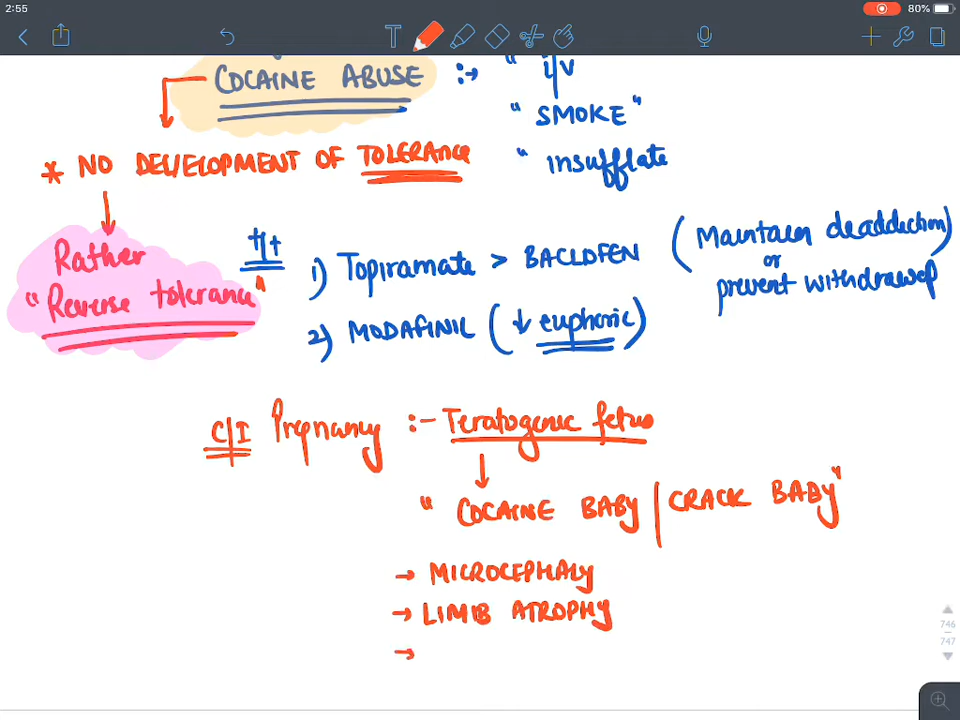 2:55
80%
T
COCAINE ABUSE :→ " i/v
" SMOKE "
" insufflate
* NO DEVELOPMENT OF TOLERANCE
Rather
" Reverse tolerance
1) Topiramate > BACLOFEN (Maintain deaddiction)
or
prevent withdrawal
2) MODAFINIL (↓ euphoric)
C/I Pregnancy :- Teratogenic fetus
" COCAINE BABY | CRACK BABY"
→ MICROCEPHALY
→ LIMB ATROPHY
→
746
747